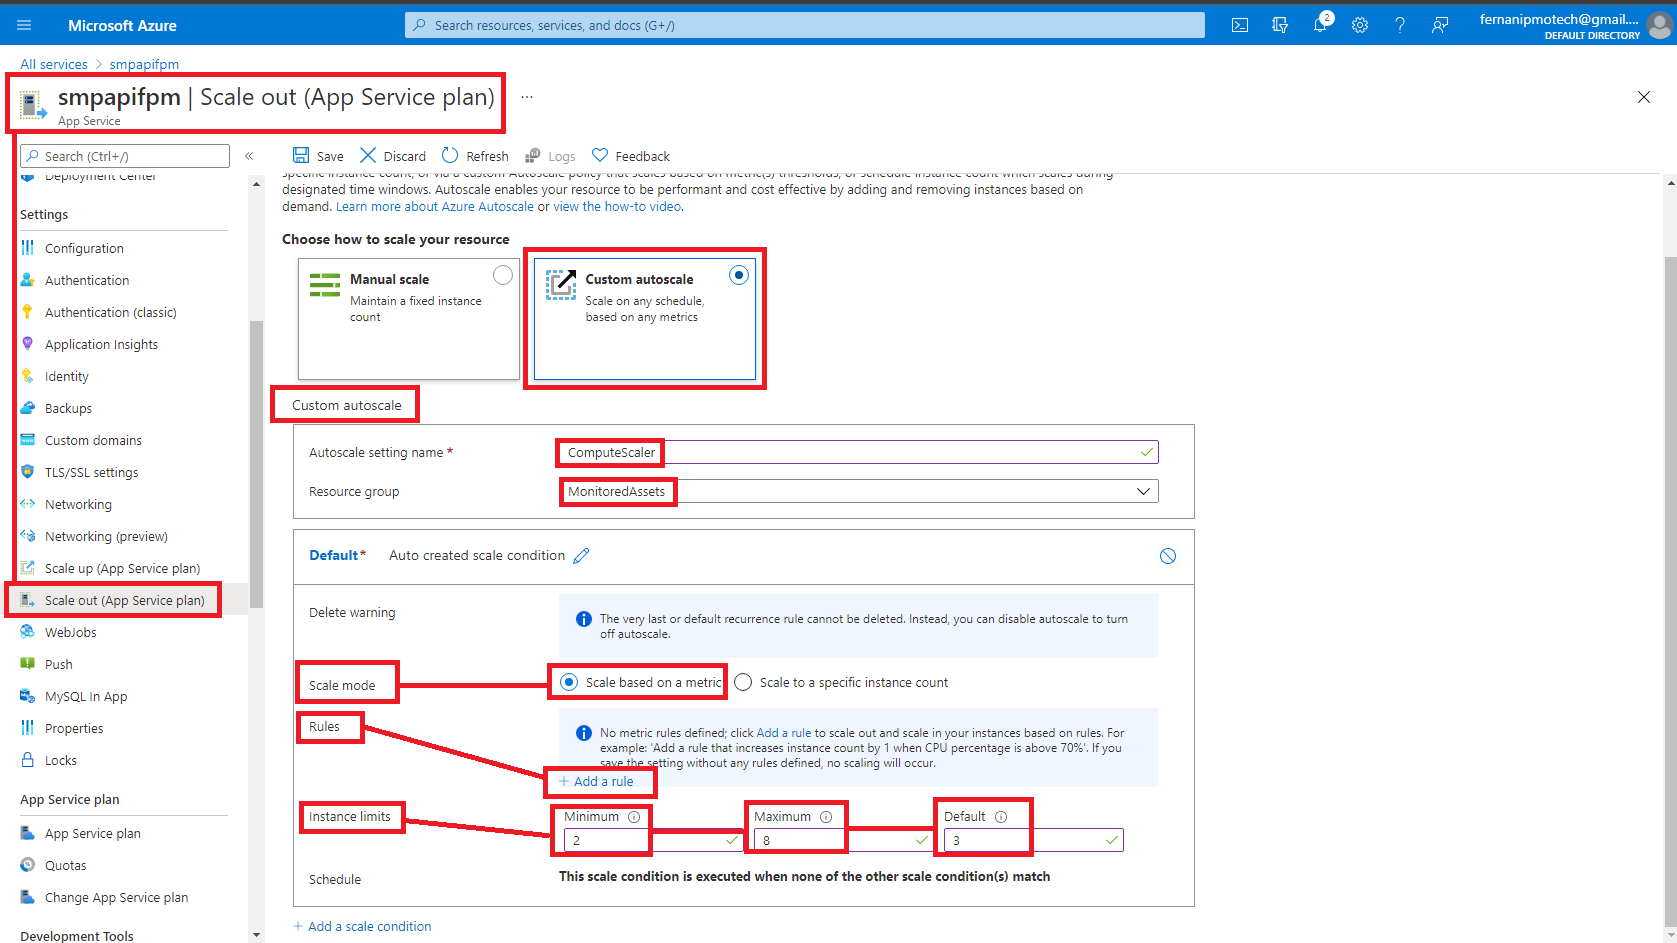 Microsoft Azure
Search resources, services, and docs (G+/)
2
fernanipmotech@gmail....
DEFAULT DIRECTORY
All services > smpapifpm
smpapifpm | Scale out (App Service plan) ...
App Service
Search (Ctrl+/)
«
Save
Discard
Refresh
Logs
Feedback
Deployment Center
Settings
Configuration
Authentication
Authentication (classic)
Application Insights
Identity
Backups
Custom domains
TLS/SSL settings
Networking
Networking (preview)
Scale up (App Service plan)
Scale out (App Service plan)
WebJobs
Push
MySQL In App
Properties
Locks
App Service plan
App Service plan
Quotas
Change App Service plan
Development Tools
specific instance count, or via a custom Autoscale policy that scales based on metric(s) thresholds, or schedule instance count which scales during
designated time windows. Autoscale enables your resource to be performant and cost effective by adding and removing instances based on
demand. Learn more about Azure Autoscale or view the how-to video.
Choose how to scale your resource
Manual scale
Maintain a fixed instance
count
Custom autoscale
Scale on any schedule,
based on any metrics
Custom autoscale
Autoscale setting name *
ComputeScaler
Resource group
MonitoredAssets
Default* Auto created scale condition
Delete warning
The very last or default recurrence rule cannot be deleted. Instead, you can disable autoscale to turn
off autoscale.
Scale mode
Scale based on a metric
Scale to a specific instance count
Rules
No metric rules defined; click Add a rule to scale out and scale in your instances based on rules. For
example: 'Add a rule that increases instance count by 1 when CPU percentage is above 70%'. If you
save the setting without any rules defined, no scaling will occur.
+ Add a rule
Instance limits
Minimum
2
Maximum
8
Default
3
Schedule
This scale condition is executed when none of the other scale condition(s) match
+ Add a scale condition